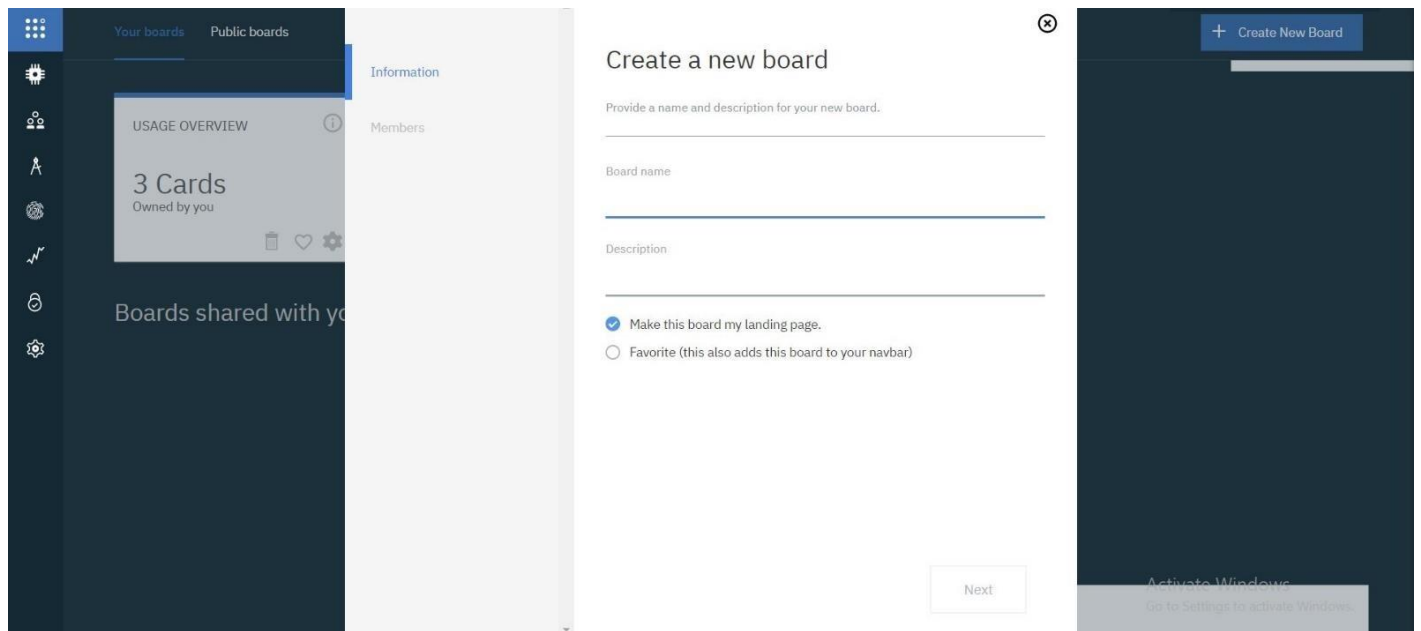 Your boards
Public boards
USAGE OVERVIEW
3 Cards
Owned by you
Boards shared with yo
Information
Members
Create a new board
Provide a name and description for your new board.
Board name
Description
Make this board my landing page.
Favorite (this also adds this board to your navbar)
Next
+ Create New Board
Activate Windows
Go to Settings to activate Windows.